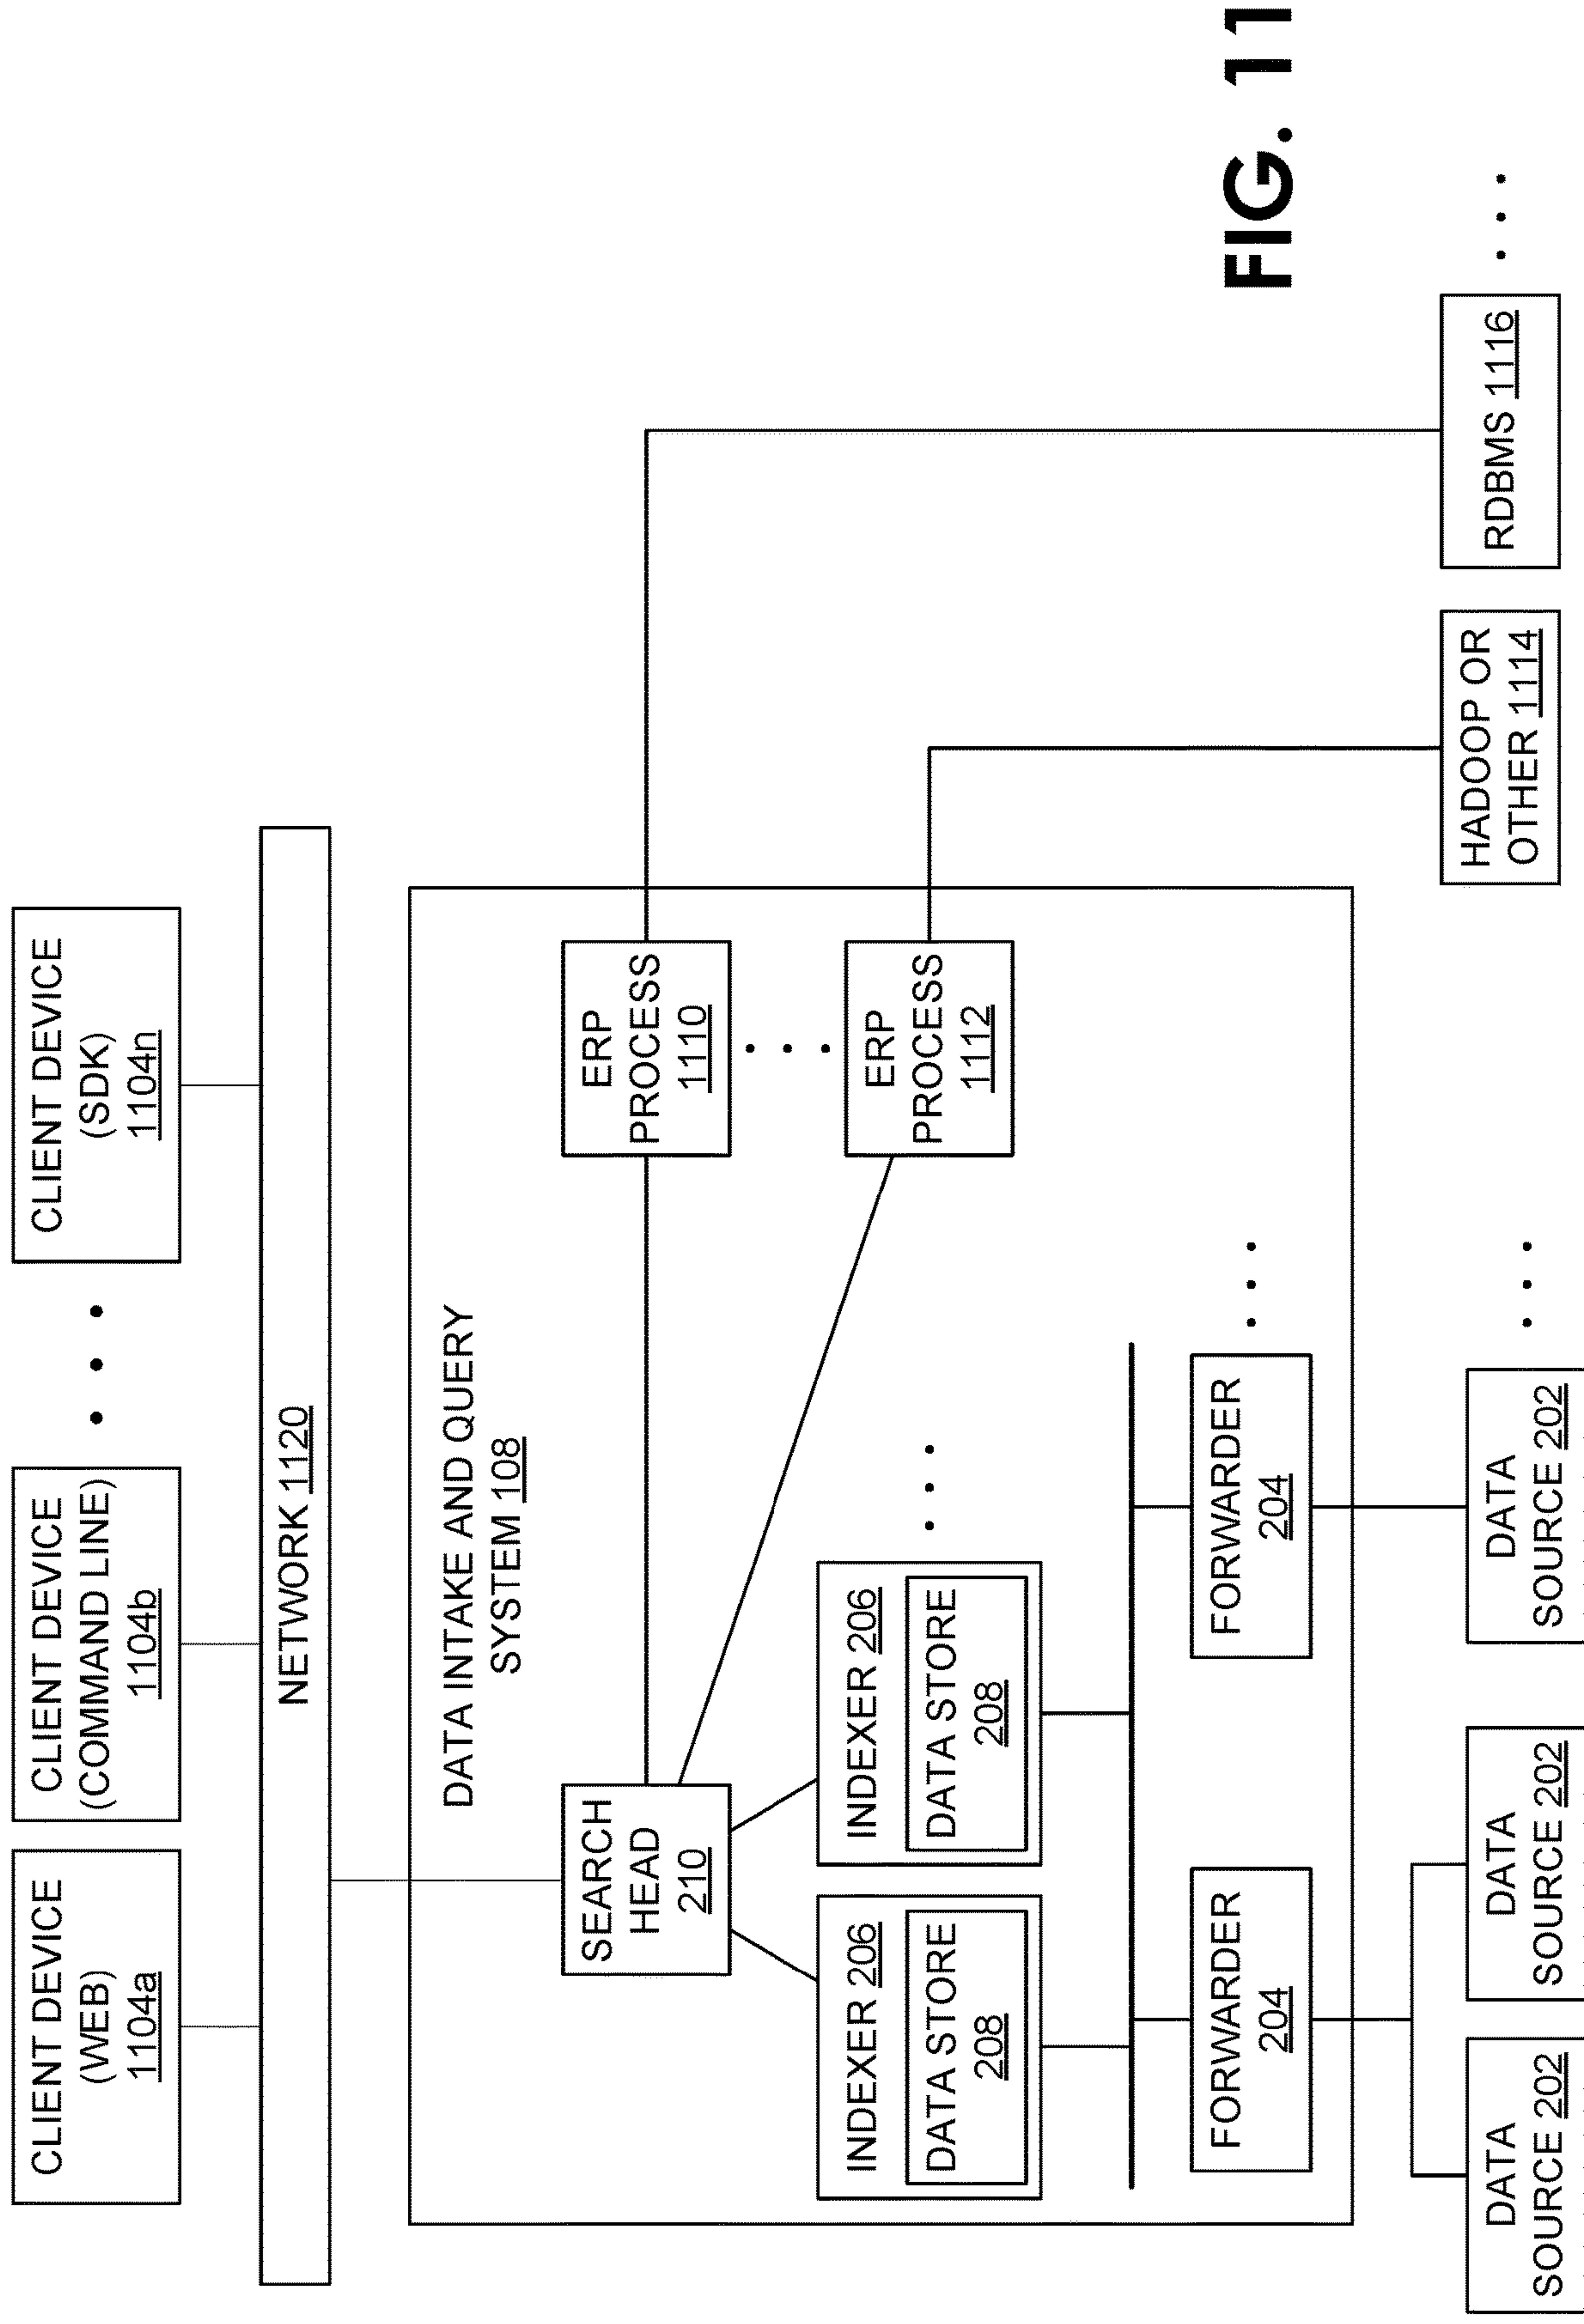 CLIENT DEVICE
(WEB)
1104a
CLIENT DEVICE
(COMMAND LINE)
1104b
• • •
CLIENT DEVICE
(SDK)
1104n
NETWORK 1120
DATA INTAKE AND QUERY
SYSTEM 108
SEARCH
HEAD
210
ERP
PROCESS
1110
• • •
ERP
PROCESS
1112
INDEXER 206
DATA STORE
208
INDEXER 206
DATA STORE
208
• • •
FORWARDER
204
FORWARDER
204
• • •
DATA
SOURCE 202
DATA
SOURCE 202
DATA
SOURCE 202
• • •
HADOOP OR
OTHER 1114
RDBMS 1116
• • •
FIG. 11